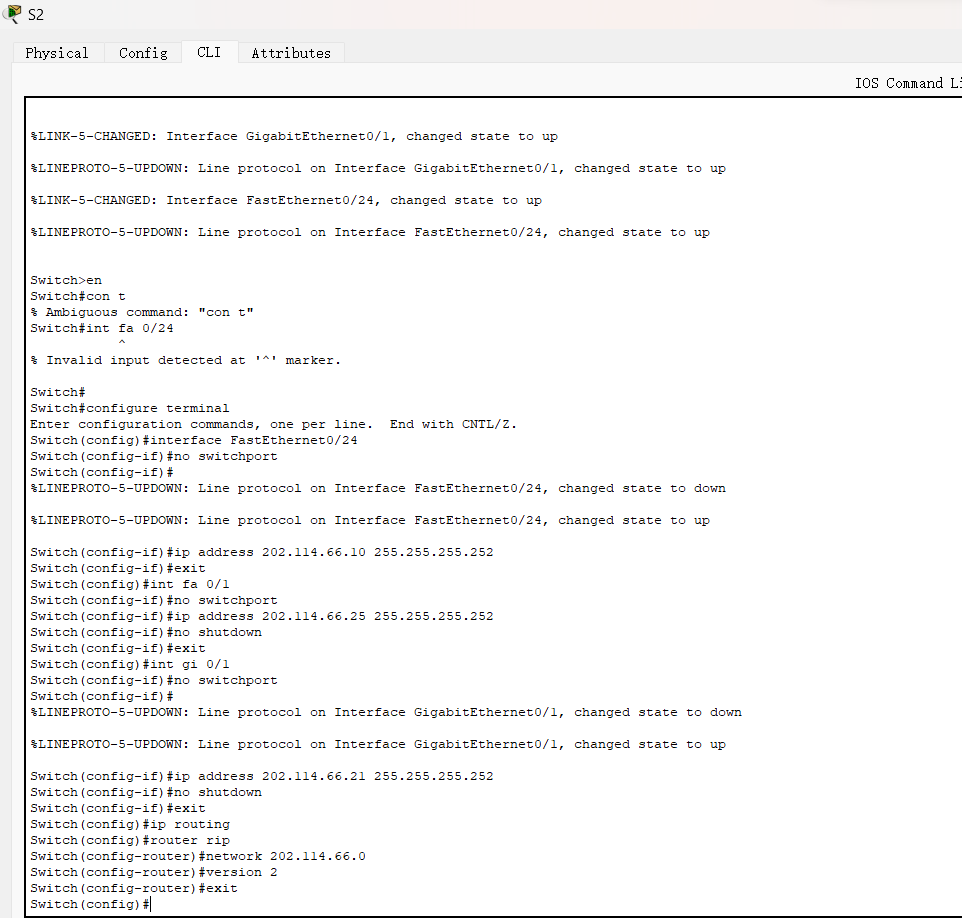 S2
Physical Config CLI Attributes
IOS Command Li
%LINK-5-CHANGED: Interface GigabitEthernet0/1, changed state to up
%LINEPROTO-5-UPDOWN: Line protocol on Interface GigabitEthernet0/1, changed state to up
%LINK-5-CHANGED: Interface FastEthernet0/24, changed state to up
%LINEPROTO-5-UPDOWN: Line protocol on Interface FastEthernet0/24, changed state to up
Switch>en
Switch#con t
% Ambiguous command: "con t"
Switch#int fa 0/24
^
% Invalid input detected at '^' marker.
Switch#
Switch#configure terminal
Enter configuration commands, one per line.  End with CNTL/Z.
Switch(config)#interface FastEthernet0/24
Switch(config-if)#no switchport
Switch(config-if)#
%LINEPROTO-5-UPDOWN: Line protocol on Interface FastEthernet0/24, changed state to down
%LINEPROTO-5-UPDOWN: Line protocol on Interface FastEthernet0/24, changed state to up
Switch(config-if)#ip address 202.114.66.10 255.255.255.252
Switch(config-if)#exit
Switch(config)#int fa 0/1
Switch(config-if)#no switchport
Switch(config-if)#ip address 202.114.66.25 255.255.255.252
Switch(config-if)#no shutdown
Switch(config-if)#exit
Switch(config)#int gi 0/1
Switch(config-if)#no switchport
Switch(config-if)#
%LINEPROTO-5-UPDOWN: Line protocol on Interface GigabitEthernet0/1, changed state to down
%LINEPROTO-5-UPDOWN: Line protocol on Interface GigabitEthernet0/1, changed state to up
Switch(config-if)#ip address 202.114.66.21 255.255.255.252
Switch(config-if)#no shutdown
Switch(config-if)#exit
Switch(config)#ip routing
Switch(config)#router rip
Switch(config-router)#network 202.114.66.0
Switch(config-router)#version 2
Switch(config-router)#exit
Switch(config)#